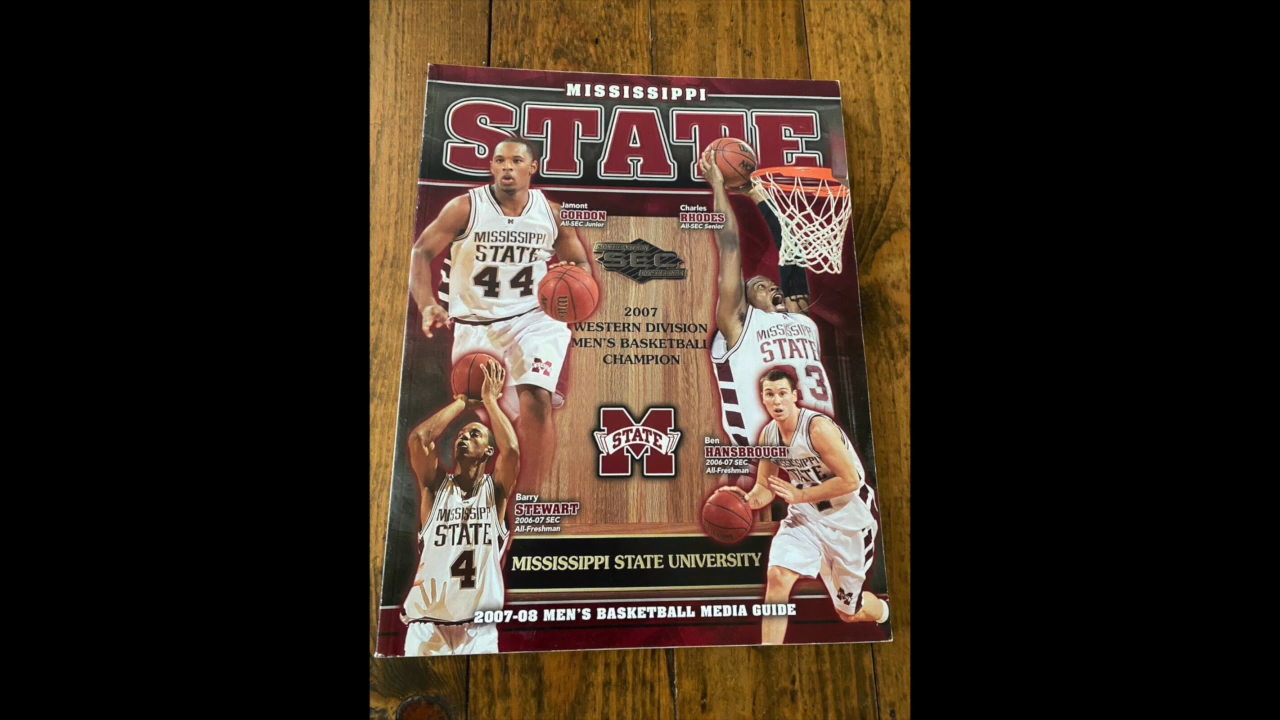 MISSISSIPPI
STATE
Jamont
GORDON
All-SEC Junior
Charles
RHODES
All-SEC Senior
MISSISSIPPI
STATE
44
SEC
2007
WESTERN DIVISION
MEN'S BASKETBALL
CHAMPION
MISSISSIPPI
STATE
M
STATE
Ben
HANSBROUGH
2006-07 SEC
All-Freshman
Barry
STEWART
2006-07 SEC
All-Freshman
MISSISSIPPI
STATE
4
MISSISSIPPI STATE UNIVERSITY
2007-08 MEN'S BASKETBALL MEDIA GUIDE